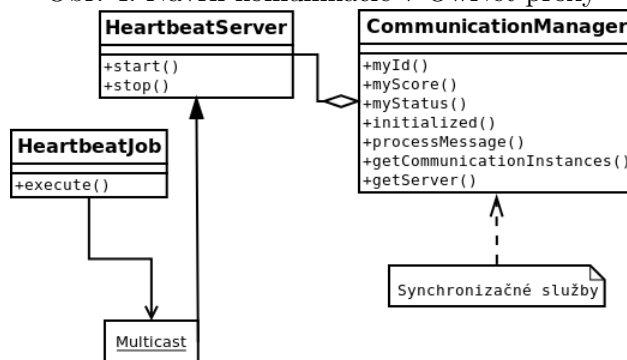 HeartbeatServer
+start()
+stop()
CommunicationManager
+myId()
+myScore()
+myStatus()
+initialized()
+processMessage()
+getCommunicationInstances()
+getServer()
HeartbeatJob
+execute()
Synchronizačné služby
Multicast